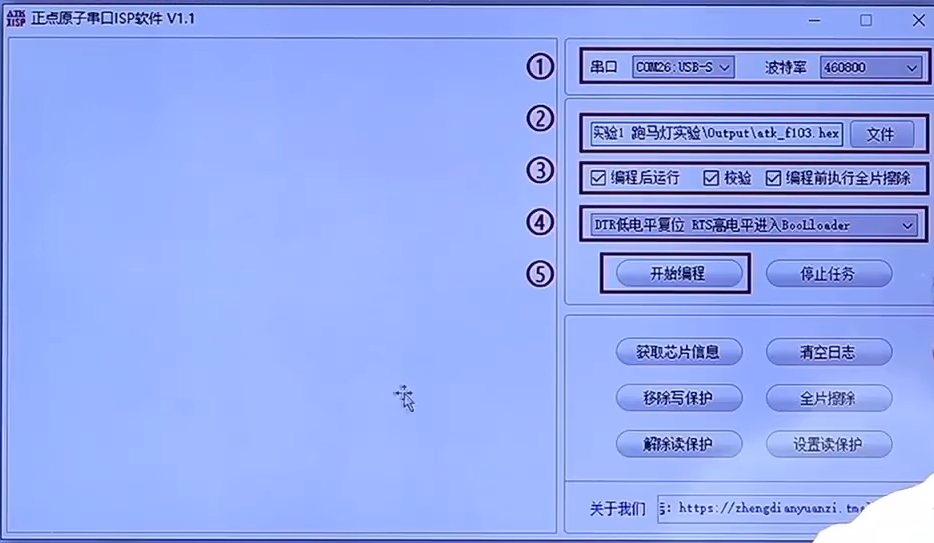 ATK
XISP 正点原子串口ISP软件 V1.1
① 串口 COM26:USB-S 波特率 460800
② 实验1 跑马灯实验\Output\atk_f103.hex 文件
③ 编程后运行 校验 编程前执行全片擦除
④ DTR低电平复位 RTS高电平进入BooLloader
⑤ 开始编程 停止任务
获取芯片信息 清空日志
移除写保护 全片擦除
解除读保护 设置读保护
关于我们 : https://zhengdianyuanzi.tm